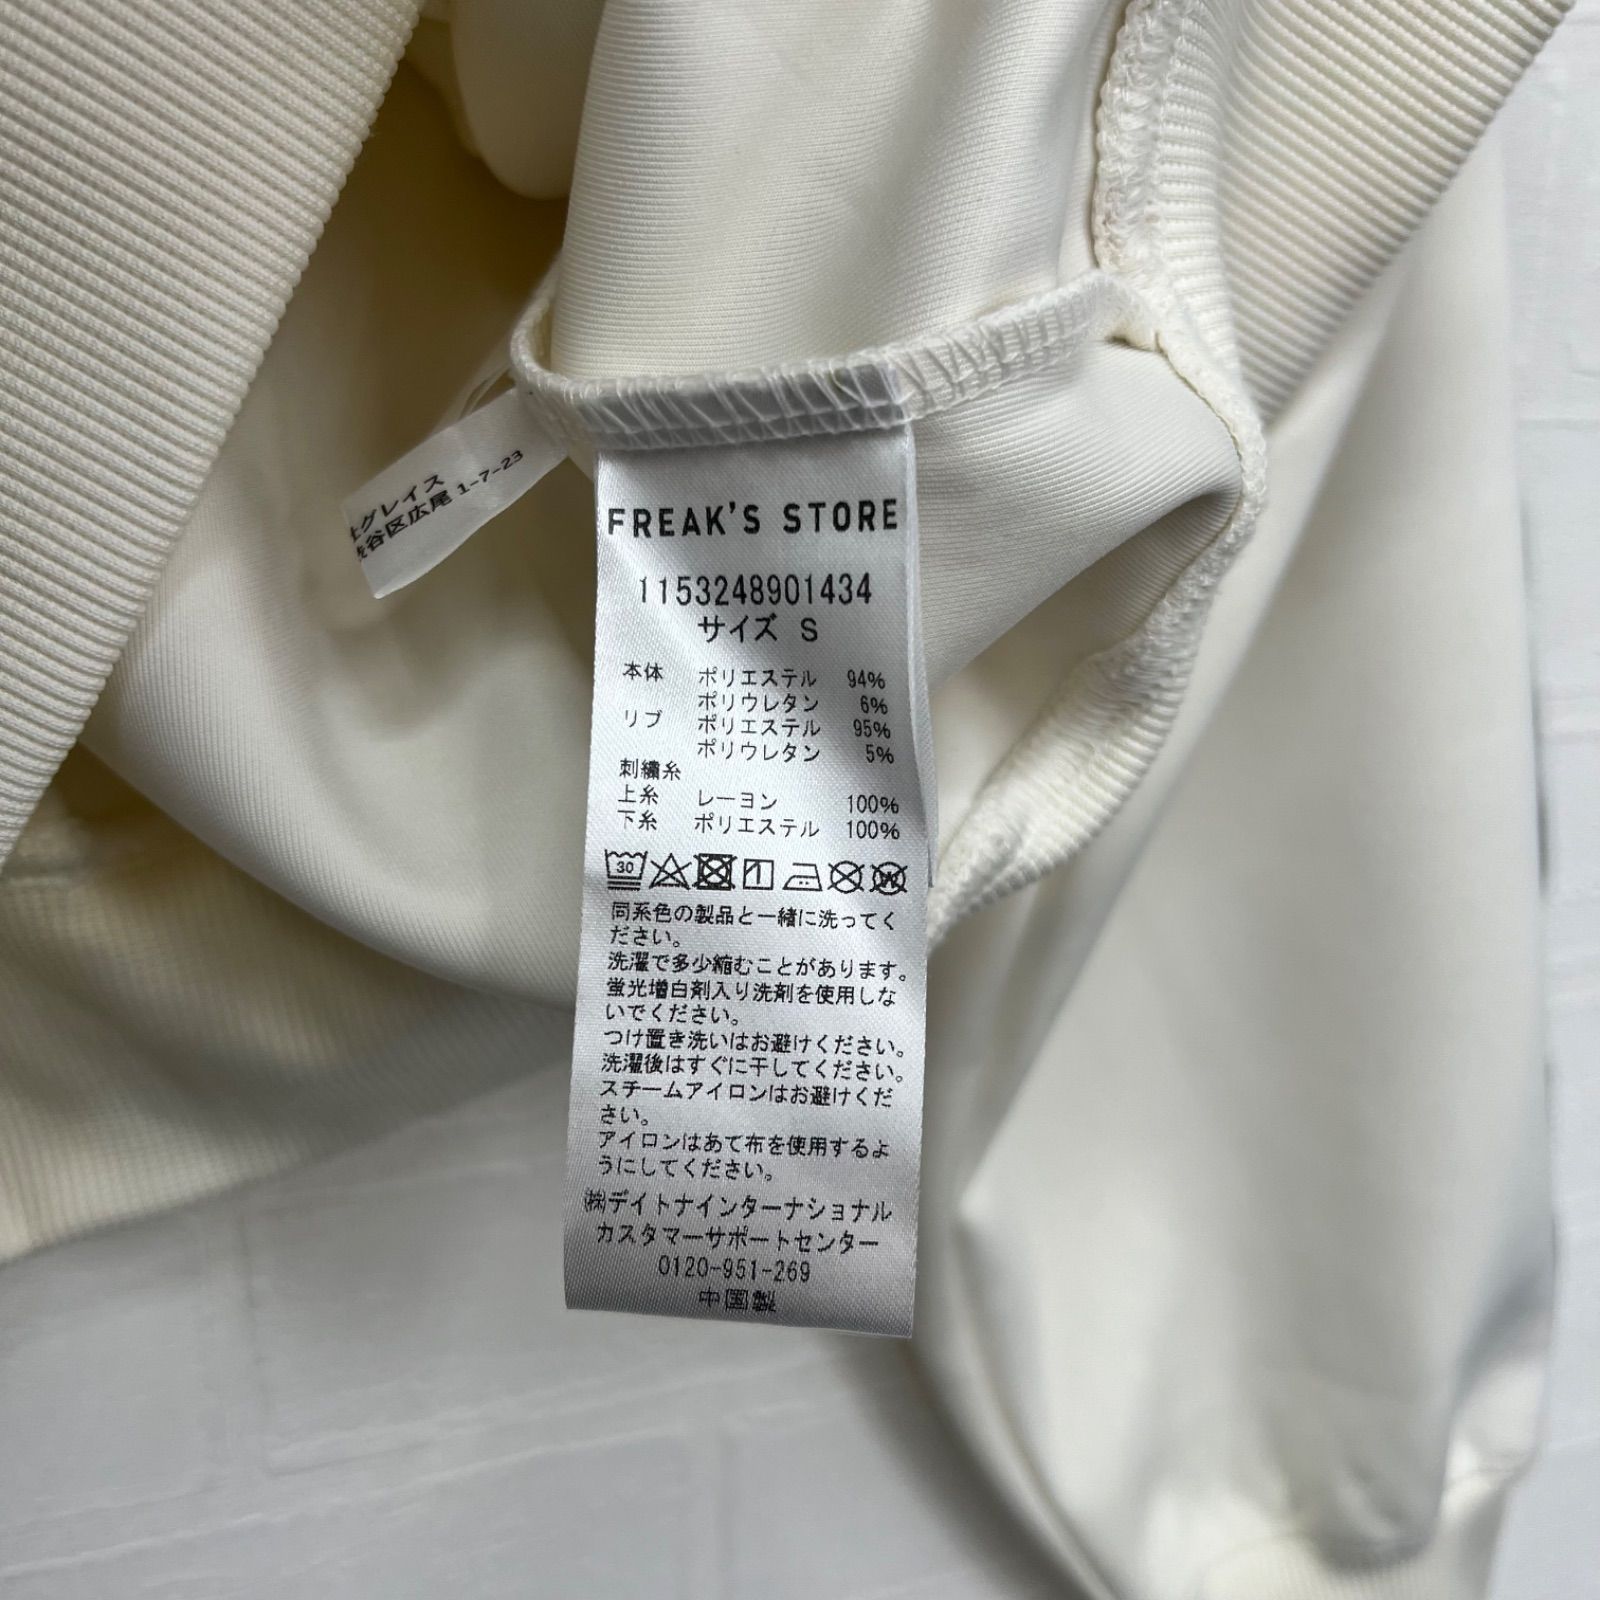 グレイス
谷区広尾 1-7-23
FREAK'S STORE
1153248901434
サイズ S
本体 ポリエステル 94%
ポリウレタン 6%
リブ ポリエステル 95%
ポリウレタン 5%
刺繍糸
上糸 レーヨン 100%
下糸 ポリエステル 100%
30
W
同系色の製品と一緒に洗ってく
ださい。
洗濯で多少縮むことがあります。
蛍光増白剤入り洗剤を使用しな
いでください。
つけ置き洗いはお避けください。
洗濯後はすぐに干してください。
スチームアイロンはお避けくだ
さい。
アイロンはあて布を使用するよ
うにしてください。
㈱デイトナインターナショナル
カスタマーサポートセンター
0120-951-269
中国製